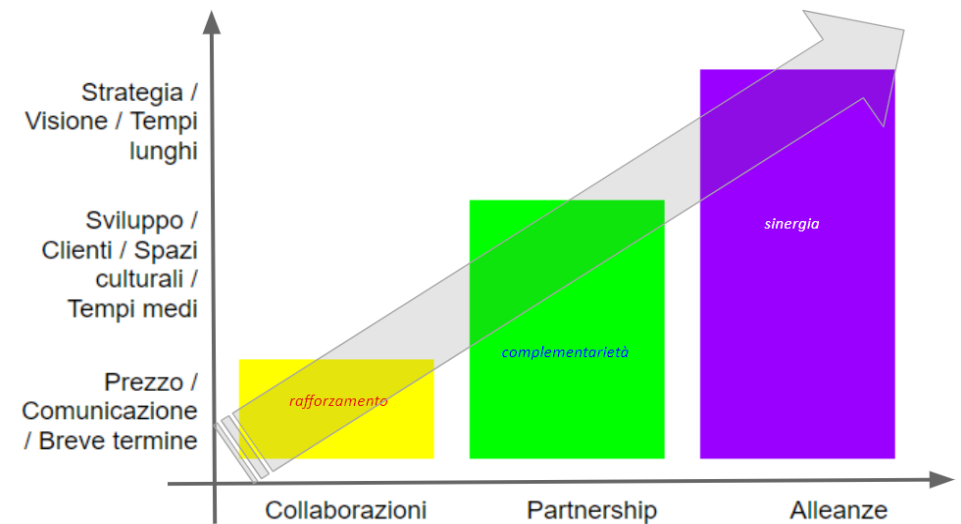 Strategia /
Visione / Tempi
lunghi
Sviluppo /
Clienti / Spazi
culturali /
Tempi medi
Prezzo /
Comunicazione
/ Breve termine
rafforzamento
complementarietà
sinergia
Collaborazioni
Partnership
Alleanze